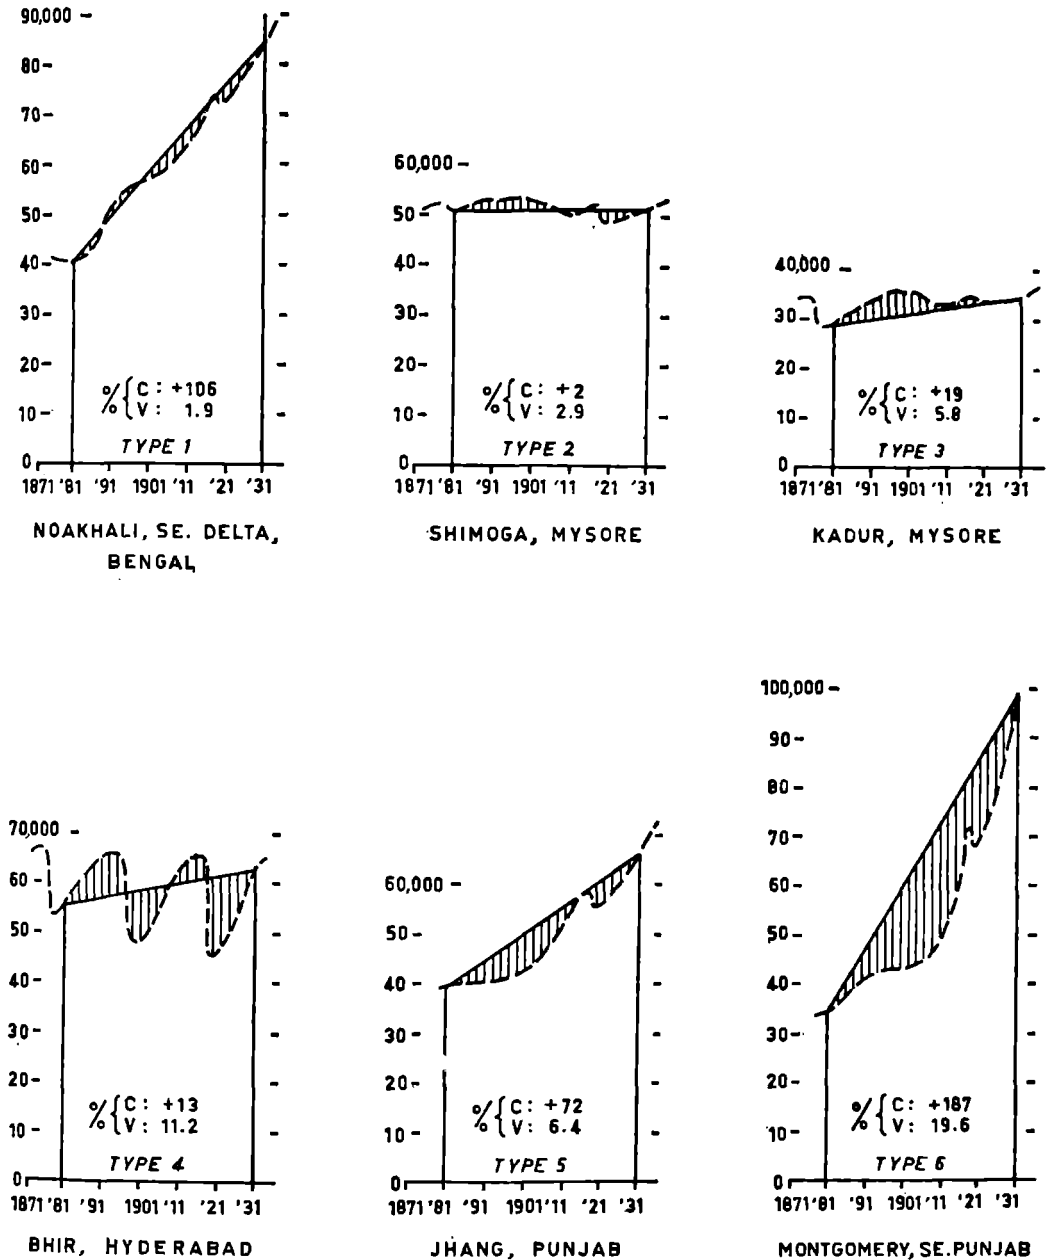 90,000 –
80–
70–
60–
50–
40–
30–
20–
10–
0
% { C: +106
V: 1.9
TYPE 1
1871 '81 '91 1901 '11 '21 '31
NOAKHALI, SE. DELTA,
BENGAL
60,000 –
50–
40–
30–
20–
10–
0
% { C: +2
V: 2.9
TYPE 2
1871 '81 '91 1901 '11 '21 '31
SHIMOGA, MYSORE
40,000 –
30–
20–
10–
0
% { C: +19
V: 5.8
TYPE 3
1871 '81 '91 1901 '11 '21 '31
KADUR, MYSORE
70,000 –
60–
50–
40–
30–
20–
10–
0
% { C: +13
V: 11.2
TYPE 4
1871 '81 '91 1901 '11 '21 '31
BHIR, HYDERABAD
60,000 –
50–
40–
30–
20–
10–
0
% { C: +72
V: 6.4
TYPE 5
1871 '81 '91 1901 '11 '21 '31
JHANG, PUNJAB
100,000 –
90–
80–
70–
60–
50–
40–
30–
20–
10–
0
% { C: +187
V: 19.6
TYPE 6
1871 '81 '91 1901 '11 '21 '31
MONTGOMERY, SE. PUNJAB